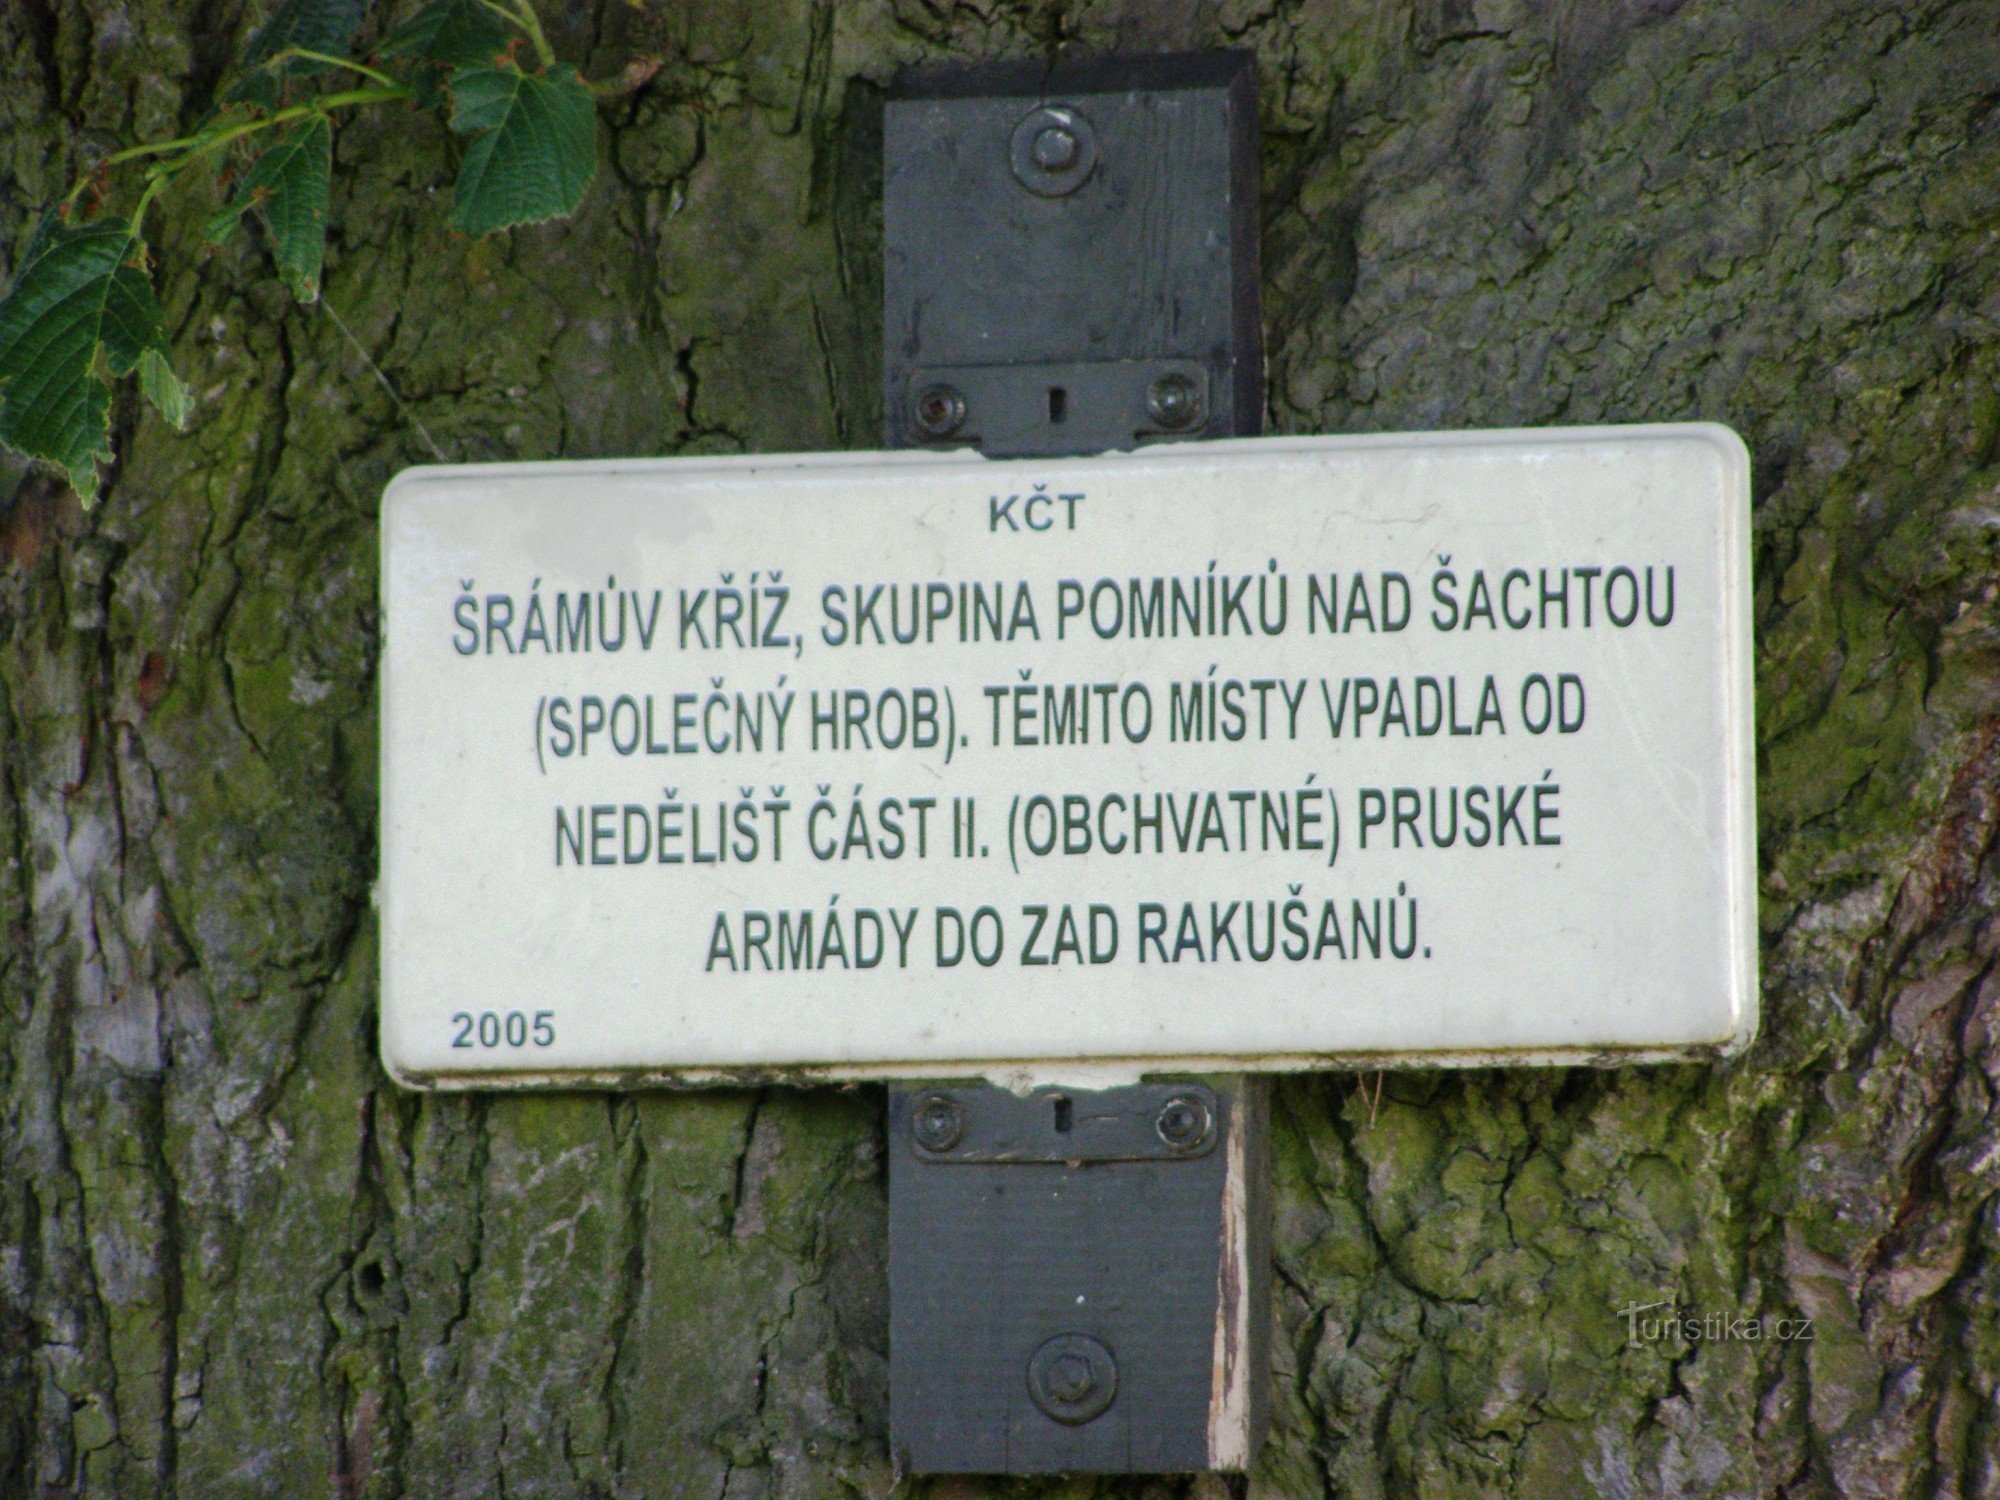 KČT
ŠRÁMŮV KŘÍŽ, SKUPINA POMNÍKŮ NAD ŠACHTOU
(SPOLEČNÝ HROB). TĚMITO MÍSTY VPADLA OD
NEDĚLIŠŤ ČÁST II. (OBCHVATNÉ) PRUSKÉ
ARMÁDY DO ZAD RAKUŠANŮ.
2005
Turistika.cz